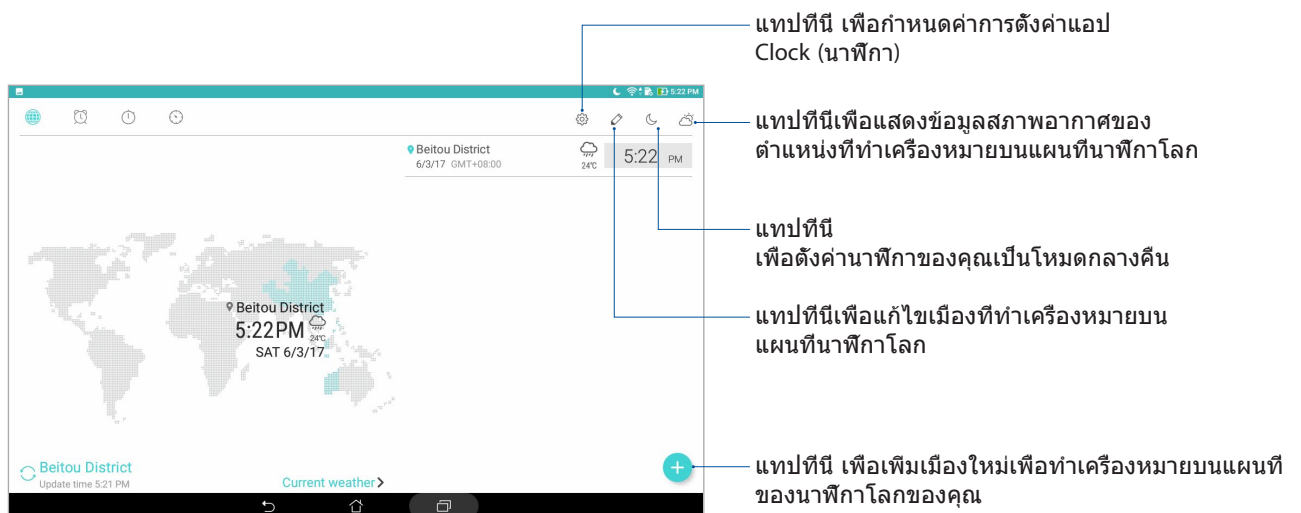 แทปทีนี เพือกำหนดค่าการตังค่าแอป
Clock (นาฬิกา)
5:22 PM
แทปทีนีเพือแสดงข้อมูลสภาพอากาศของ
ตำแหน่งทีทำเครืองหมายบนแผนทีนาฬิกาโลก
Beitou District
6/3/17 GMT+08:00
24°C
5:22 PM
แทปทีนี
เพือตังค่านาฬิกาของคุณเป็นโหมดกลางคืน
Beitou District
5:22PM
24°C
SAT 6/3/17
แทปทีนีเพือแก้ไขเมืองทีทำเครืองหมายบน
แผนทีนาฬิกาโลก
Beitou District
Update time 5:21 PM
Current weather
แทปทีนี เพือเพิมเมืองใหม่เพือทำเครืองหมายบนแผนที
ของนาฬิกาโลกของคุณ